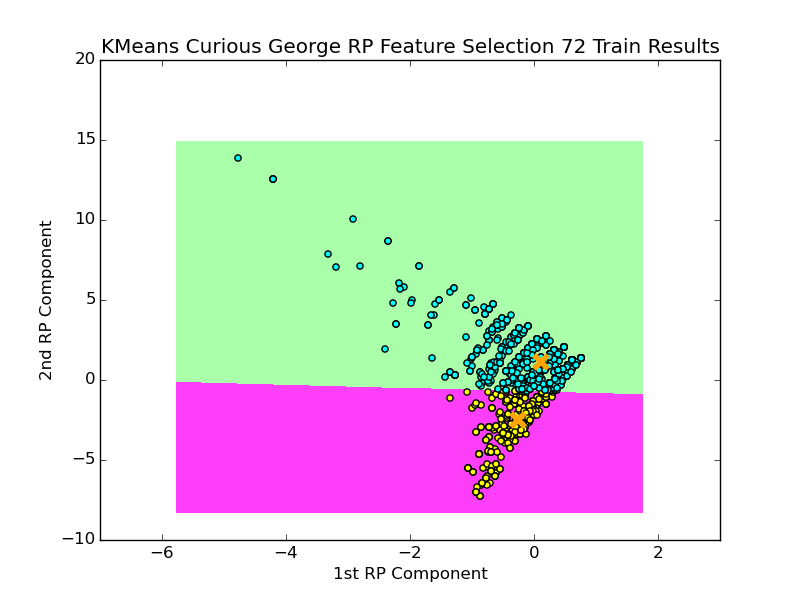 KMeans Curious George RP Feature Selection 72 Train Results
20
15
10
5
0
−5
−10
2nd RP Component
−6 −4 −2 0 2
1st RP Component